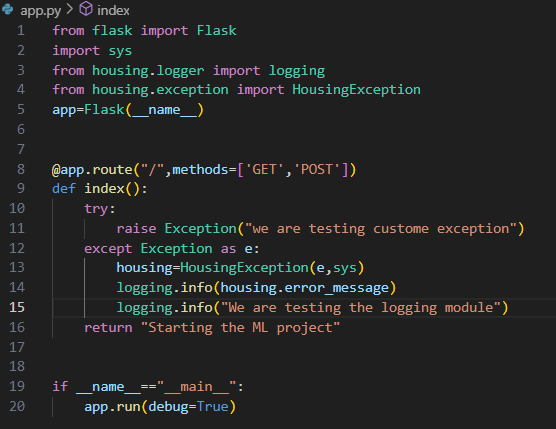 app.py > index
1 from flask import Flask
2 import sys
3 from housing.logger import logging
4 from housing.exception import HousingException
5 app=Flask(__name__)
6
7
8 @app.route("/",methods=['GET','POST'])
9 def index():
10     try:
11         raise Exception("we are testing custome exception")
12     except Exception as e:
13         housing=HousingException(e,sys)
14         logging.info(housing.error_message)
15         logging.info("We are testing the logging module")
16     return "Starting the ML project"
17
18
19 if __name__=="__main__":
20     app.run(debug=True)